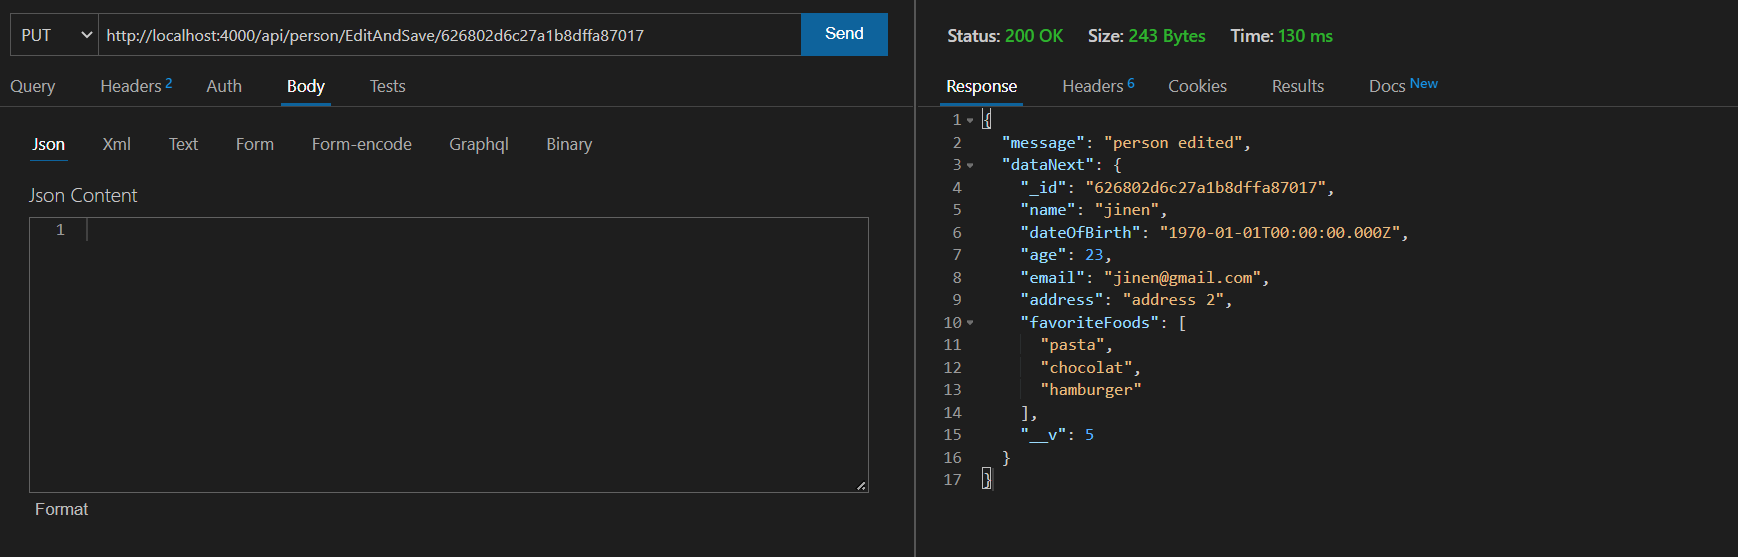 PUT http://localhost:4000/api/person/EditAndSave/626802d6c27a1b8dffa87017 Send
Query Headers 2 Auth Body Tests
Json Xml Text Form Form-encode Graphql Binary
Json Content
1
Format
Status: 200 OK Size: 243 Bytes Time: 130 ms
Response Headers 6 Cookies Results Docs New
1 {
2 "message": "person edited",
3 "dataNext": {
4 "_id": "626802d6c27a1b8dffa87017",
5 "name": "jinen",
6 "dateOfBirth": "1970-01-01T00:00:00.000Z",
7 "age": 23,
8 "email": "jinen@gmail.com",
9 "address": "address 2",
10 "favoriteFoods": [
11 "pasta",
12 "chocolat",
13 "hamburger"
14 ],
15 "__v": 5
16 }
17 }